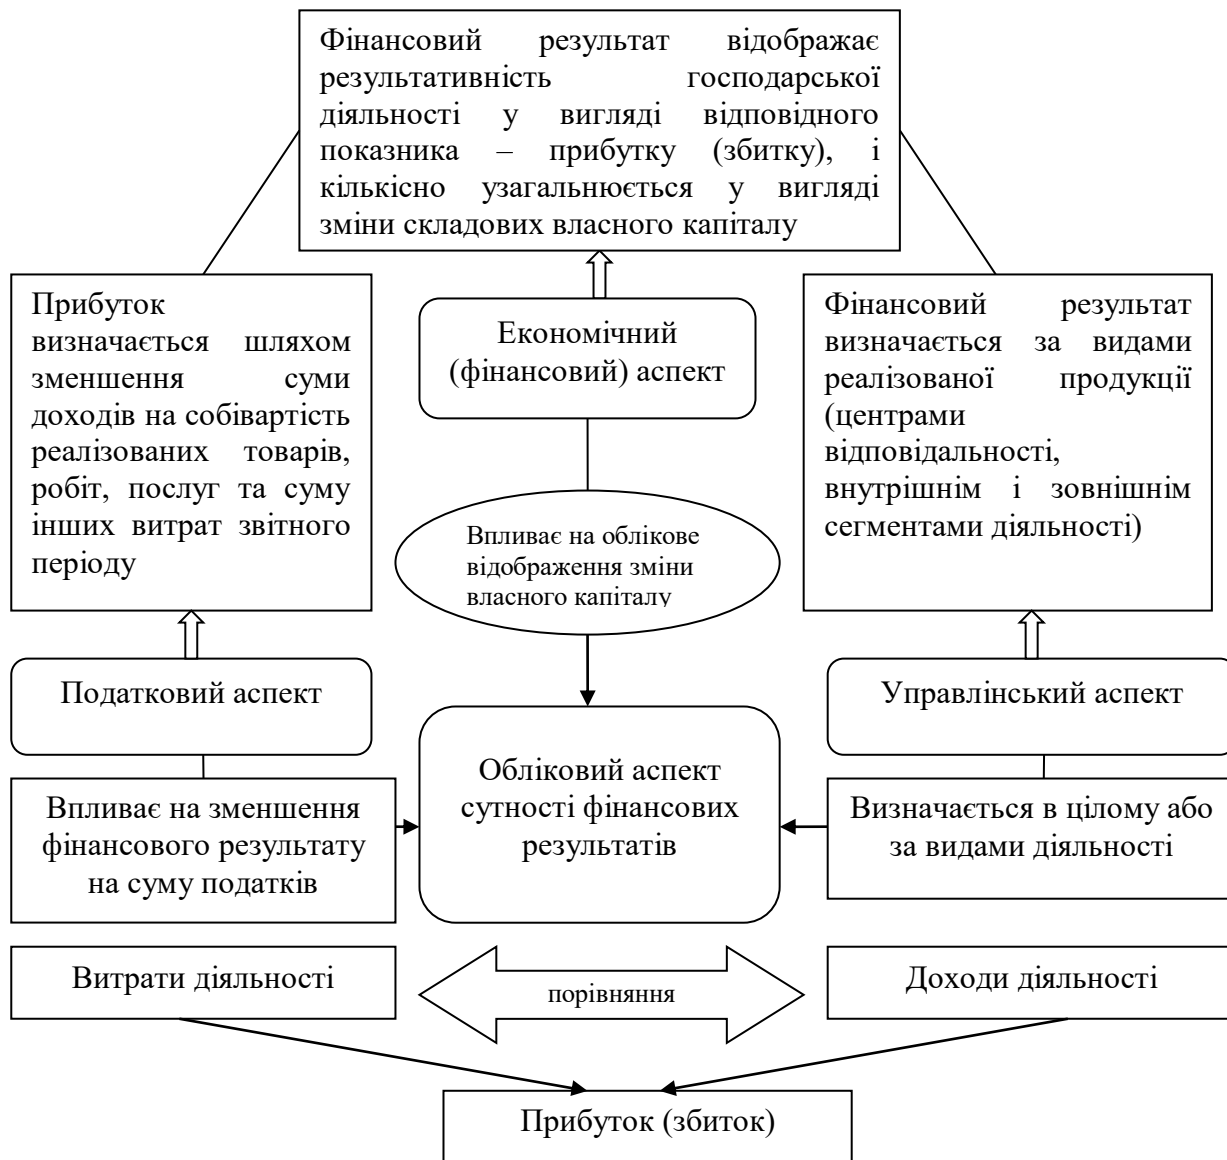 Фінансовий результат відображає
результативність господарської
діяльності у вигляді відповідного
показника – прибутку (збитку), і
кількісно узагальнюється у вигляді
зміни складових власного капіталу
Прибуток
визначається шляхом
зменшення суми
доходів на собівартість
реалізованих товарів,
робіт, послуг та суму
інших витрат звітного
періоду
Економічний
(фінансовий) аспект
Фінансовий результат
визначається за видами
реалізованої продукції
(центрами
відповідальності,
внутрішнім і зовнішнім
сегментами діяльності)
Впливає на облікове
відображення зміни
власного капіталу
Податковий аспект
Управлінський аспект
Обліковий аспект
сутності фінансових
результатів
Впливає на зменшення
фінансового результату
на суму податків
Визначається в цілому або
за видами діяльності
Витрати діяльності
порівняння
Доходи діяльності
Прибуток (збиток)